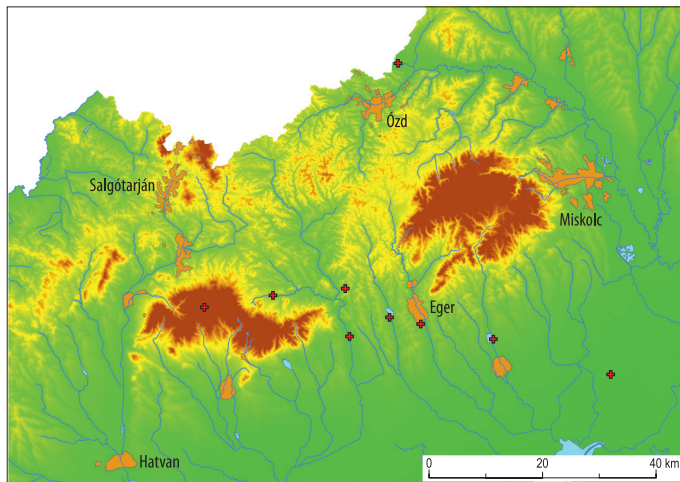 Ózd
Salgótarján
Miskolc
Eger
Hatvan
0 20 40 km